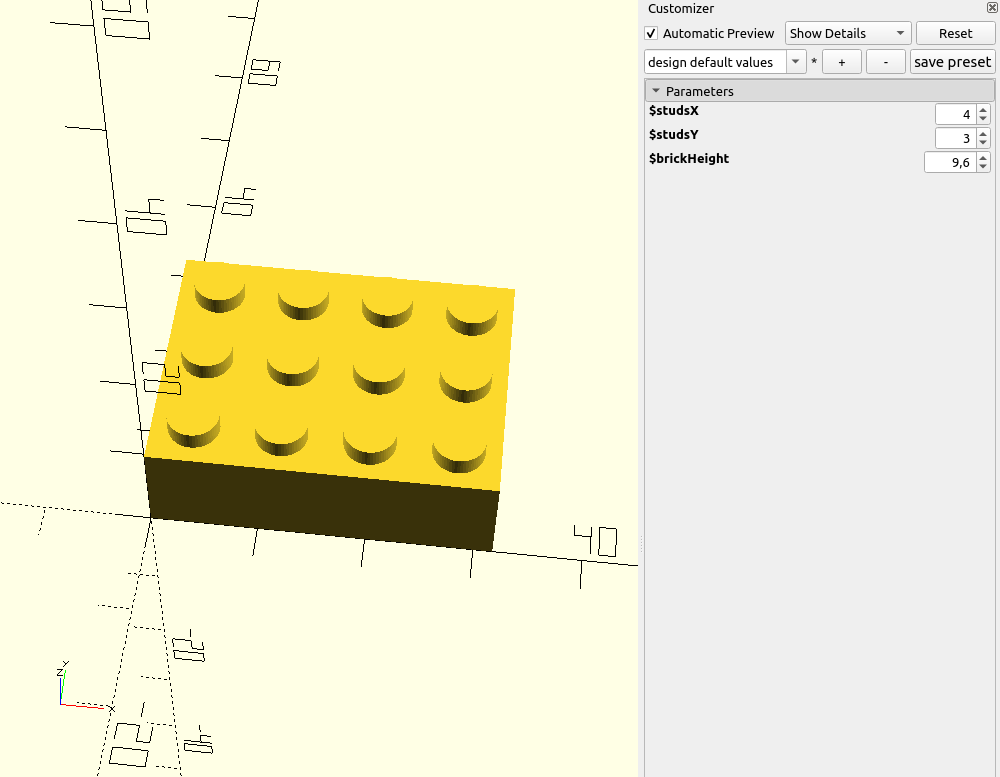 Customizer
Automatic Preview
Show Details
Reset
design default values
*
+
-
save preset
Parameters
$studsX
4
$studsY
3
$brickHeight
9,6
40
Y
Z
X